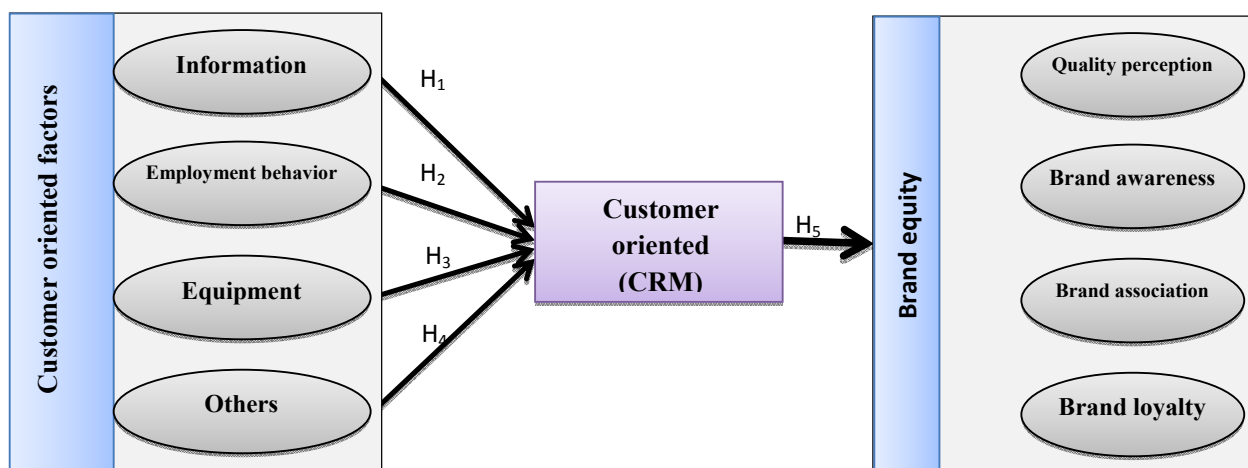 Customer oriented factors
Information
Employment behavior
Equipment
Others
H₁
H₂
H₃
H₄
Customer
oriented
(CRM)
H₅
Brand equity
Quality perception
Brand awareness
Brand association
Brand loyalty